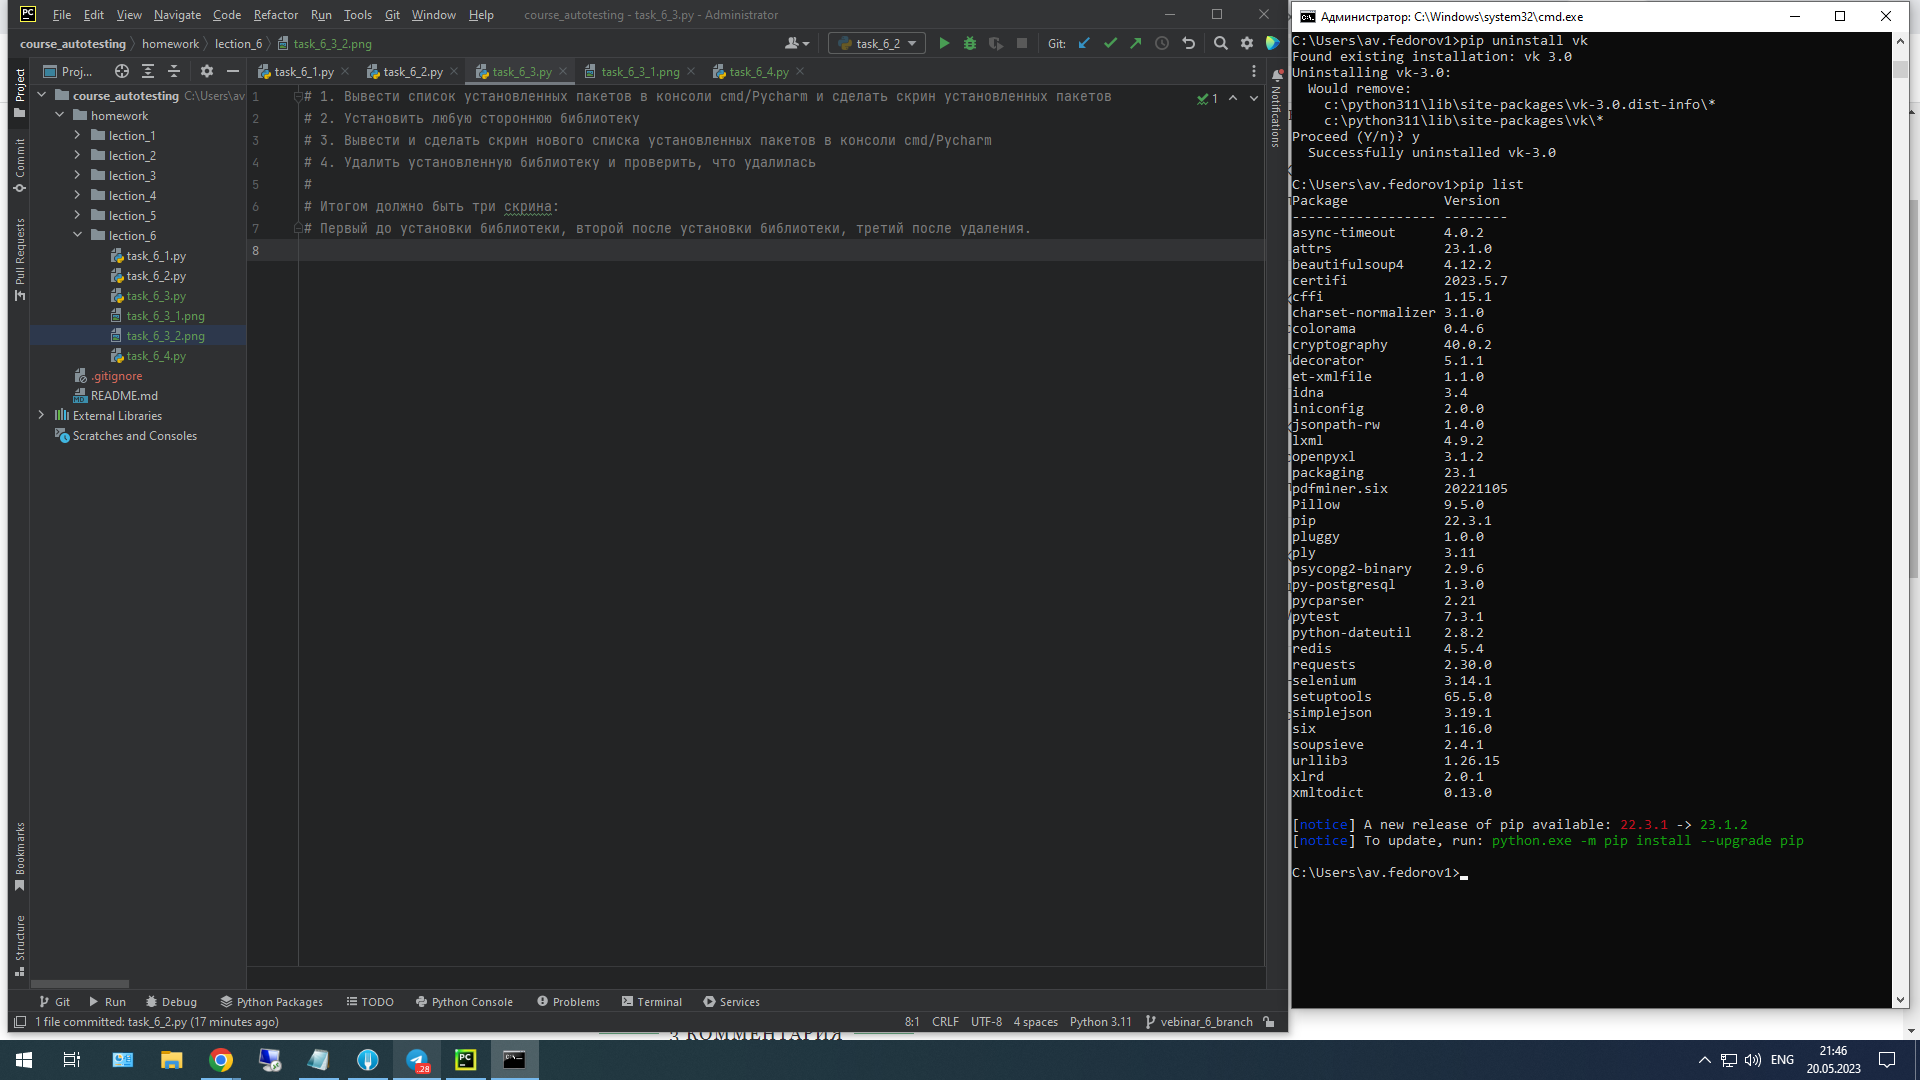 File Edit View Navigate Code Refactor Run Tools Git Window Help course_autotesting - task_6_3.py - Administrator
course_autotesting homework lection_6 task_6_3_2.png
task_6_2
Git:
Proj...
task_6_1.py task_6_2.py task_6_3.py task_6_3_1.png task_6_4.py
Project
Commit
Pull Requests
Bookmarks
Structure
course_autotesting C:\Users\av
homework
lection_1
lection_2
lection_3
lection_4
lection_5
lection_6
task_6_1.py
task_6_2.py
task_6_3.py
task_6_3_1.png
task_6_3_2.png
task_6_4.py
.gitignore
README.md
External Libraries
Scratches and Consoles
1 # 1. Вывести список установленных пакетов в консоли cmd/Pycharm и сделать скрин установленных пакетов
2 # 2. Установить любую стороннюю библиотеку
3 # 3. Вывести и сделать скрин нового списка установленных пакетов в консоли cmd/Pycharm
4 # 4. Удалить установленную библиотеку и проверить, что удалилась
5 #
6 # Итогом должно быть три скрина:
7 # Первый до установки библиотеки, второй после установки библиотеки, третий после удаления.
8
1
Notifications
Git Run Debug Python Packages TODO Python Console Problems Terminal Services
1 file committed: task_6_2.py (17 minutes ago) 8:1 CRLF UTF-8 4 spaces Python 3.11 vebinar_6_branch
3 КОММЕНТАРИЯ
Администратор: C:\Windows\system32\cmd.exe
C:\Users\av.fedorov1>pip uninstall vk
Found existing installation: vk 3.0
Uninstalling vk-3.0:
Would remove:
c:\python311\lib\site-packages\vk-3.0.dist-info\*
c:\python311\lib\site-packages\vk\*
Proceed (Y/n)? y
Successfully uninstalled vk-3.0
C:\Users\av.fedorov1>pip list
Package Version
------------------ --------
async-timeout 4.0.2
attrs 23.1.0
beautifulsoup4 4.12.2
certifi 2023.5.7
cffi 1.15.1
charset-normalizer 3.1.0
colorama 0.4.6
cryptography 40.0.2
decorator 5.1.1
et-xmlfile 1.1.0
idna 3.4
iniconfig 2.0.0
jsonpath-rw 1.4.0
lxml 4.9.2
openpyxl 3.1.2
packaging 23.1
pdfminer.six 20221105
Pillow 9.5.0
pip 22.3.1
pluggy 1.0.0
ply 3.11
psycopg2-binary 2.9.6
py-postgresql 1.3.0
pycparser 2.21
pytest 7.3.1
python-dateutil 2.8.2
redis 4.5.4
requests 2.30.0
selenium 3.14.1
setuptools 65.5.0
simplejson 3.19.1
six 1.16.0
soupsieve 2.4.1
urllib3 1.26.15
xlrd 2.0.1
xmltodict 0.13.0
[notice] A new release of pip available: 22.3.1 -> 23.1.2
[notice] To update, run: python.exe -m pip install --upgrade pip
C:\Users\av.fedorov1>
PC
28
ENG
21:46
20.05.2023